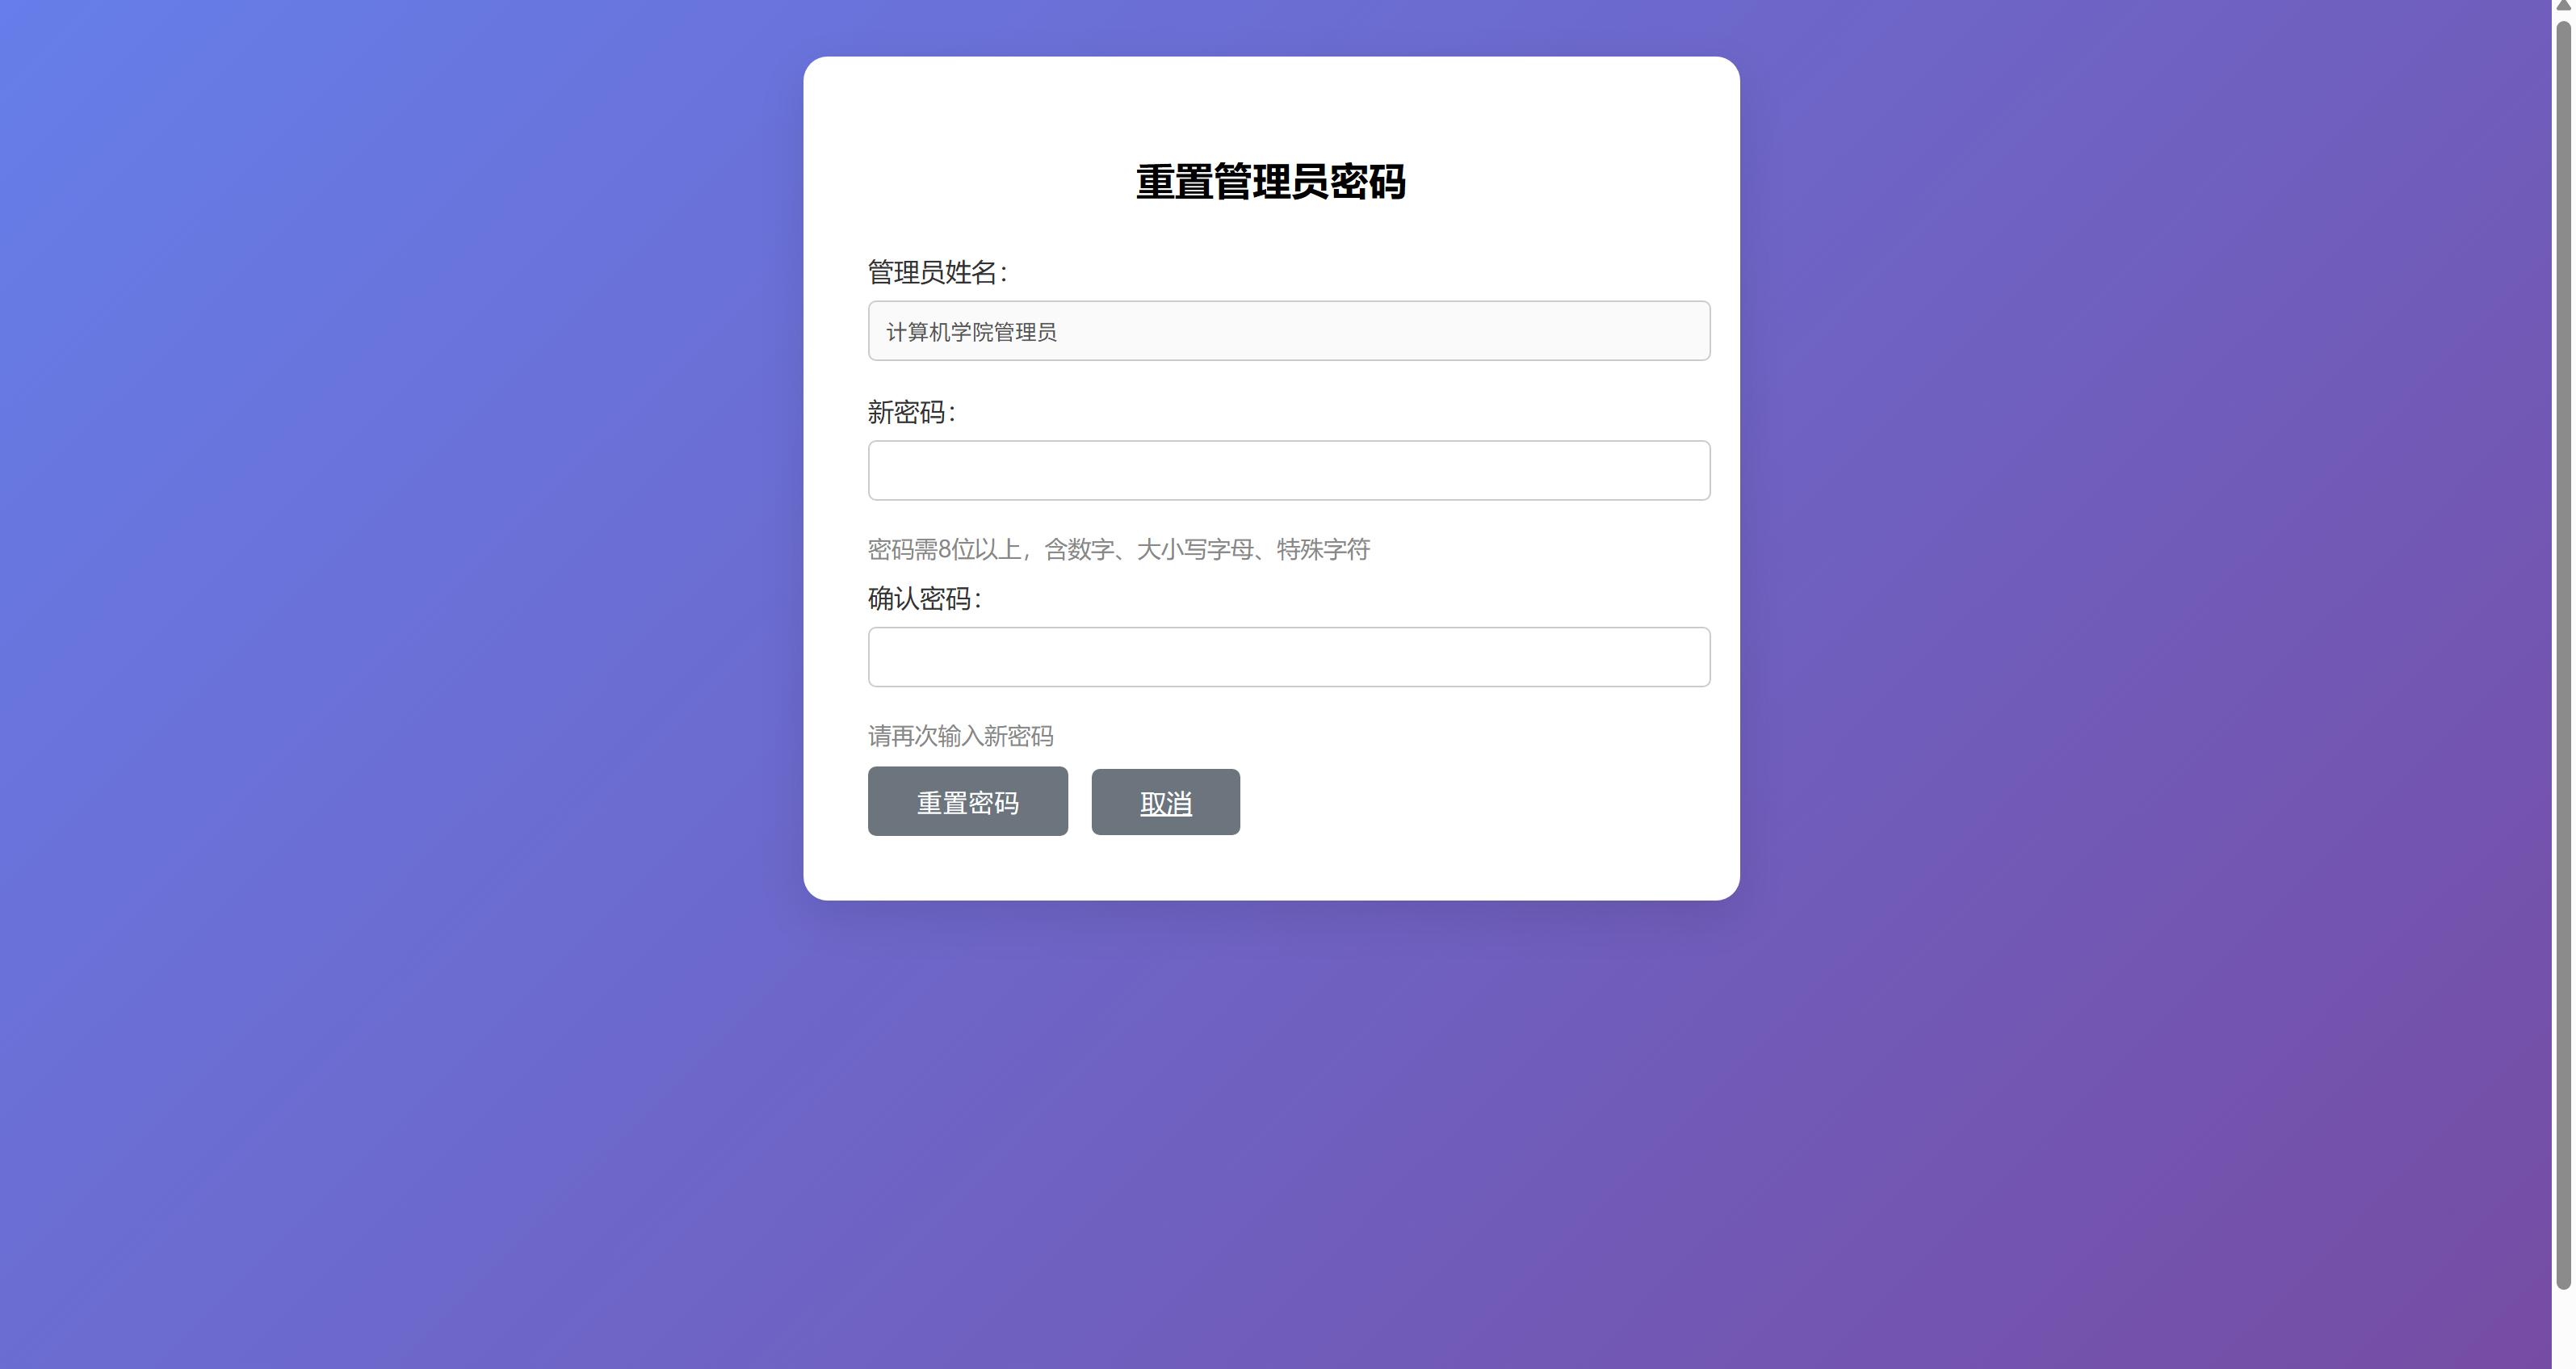 重置管理员密码
管理员姓名：
计算机学院管理员
新密码：
密码需8位以上，含数字、大小写字母、特殊字符
确认密码：
请再次输入新密码
重置密码
取消